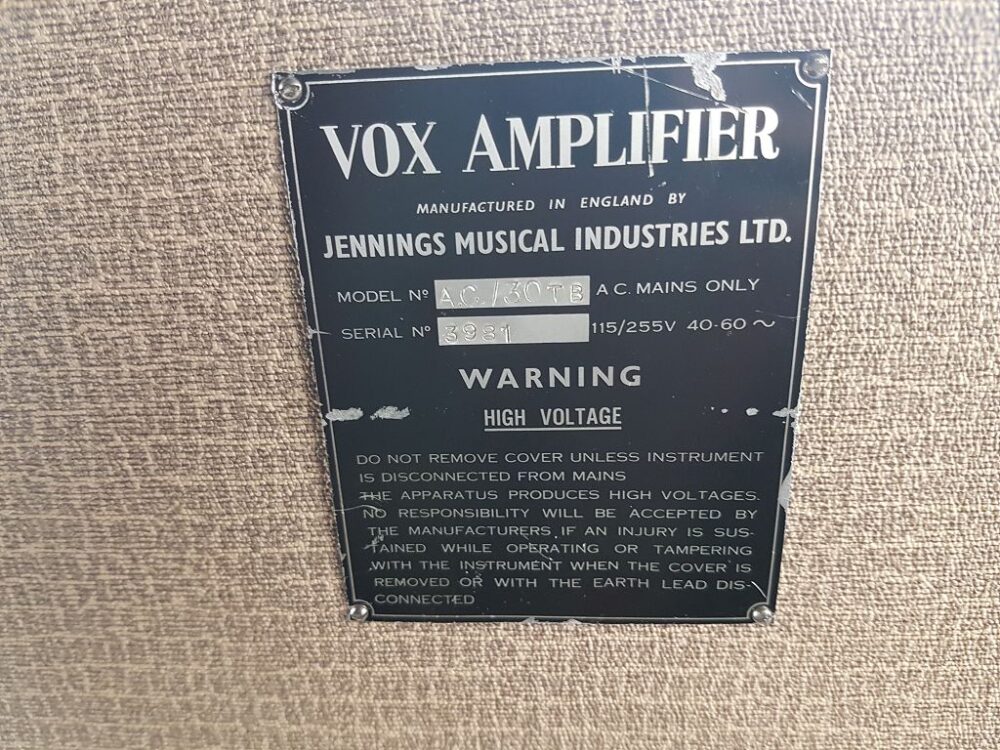 VOX AMPLIFIER
MANUFACTURED IN ENGLAND BY
JENNINGS MUSICAL INDUSTRIES LTD.
MODEL Nº A.C./30TB A C. MAINS ONLY
SERIAL Nº 3981 115/255V 40-60 ~
WARNING
HIGH VOLTAGE
DO NOT REMOVE COVER UNLESS INSTRUMENT
IS DISCONNECTED FROM MAINS
THE APPARATUS PRODUCES HIGH VOLTAGES.
NO RESPONSIBILITY WILL BE ACCEPTED BY
THE MANUFACTURERS IF AN INJURY IS SUS-
TAINED WHILE OPERATING OR TAMPERING
WITH THE INSTRUMENT WHEN THE COVER IS
REMOVED OR WITH THE EARTH LEAD DIS-
CONNECTED